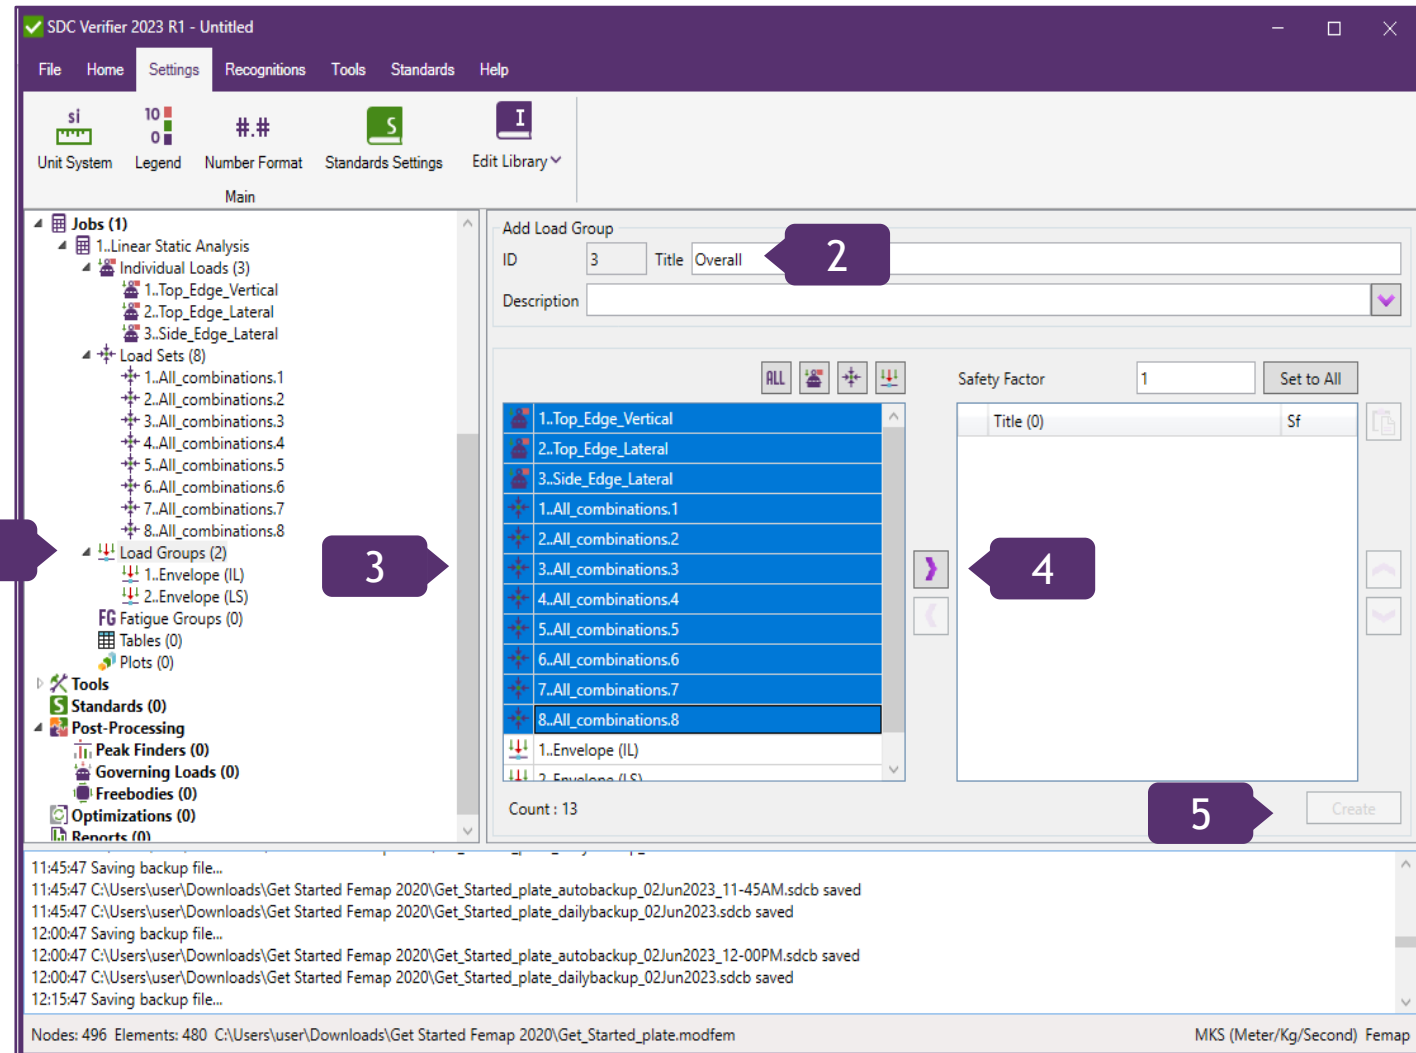 SDC Verifier 2023 R1 - Untitled
File Home Settings Recognitions Tools Standards Help
si
10
0
#.#
S
I
Unit System Legend Number Format Standards Settings Edit Library
Main
Jobs (1)
1..Linear Static Analysis
Individual Loads (3)
1..Top_Edge_Vertical
2..Top_Edge_Lateral
3..Side_Edge_Lateral
Load Sets (8)
1..All_combinations.1
2..All_combinations.2
3..All_combinations.3
4..All_combinations.4
5..All_combinations.5
6..All_combinations.6
7..All_combinations.7
8..All_combinations.8
Load Groups (2)
1..Envelope (IL)
2..Envelope (LS)
FG Fatigue Groups (0)
Tables (0)
Plots (0)
Tools
S Standards (0)
Post-Processing
Peak Finders (0)
Governing Loads (0)
Freebodies (0)
Optimizations (0)
Reports (0)
Add Load Group
ID 3 Title Overall
2
Description
ALL
Safety Factor 1 Set to All
1..Top_Edge_Vertical
2..Top_Edge_Lateral
3..Side_Edge_Lateral
1..All_combinations.1
2..All_combinations.2
3..All_combinations.3
4..All_combinations.4
5..All_combinations.5
6..All_combinations.6
7..All_combinations.7
8..All_combinations.8
1..Envelope (IL)
2..Envelope (LS)
Count : 13
3
4
Title (0) Sf
5
Create
11:45:47 Saving backup file...
11:45:47 C:\Users\user\Downloads\Get Started Femap 2020\Get_Started_plate_autobackup_02Jun2023_11-45AM.sdcb saved
11:45:47 C:\Users\user\Downloads\Get Started Femap 2020\Get_Started_plate_dailybackup_02Jun2023.sdcb saved
12:00:47 Saving backup file...
12:00:47 C:\Users\user\Downloads\Get Started Femap 2020\Get_Started_plate_autobackup_02Jun2023_12-00PM.sdcb saved
12:00:47 C:\Users\user\Downloads\Get Started Femap 2020\Get_Started_plate_dailybackup_02Jun2023.sdcb saved
12:15:47 Saving backup file...
Nodes: 496 Elements: 480 C:\Users\user\Downloads\Get Started Femap 2020\Get_Started_plate.modfem MKS (Meter/Kg/Second) Femap